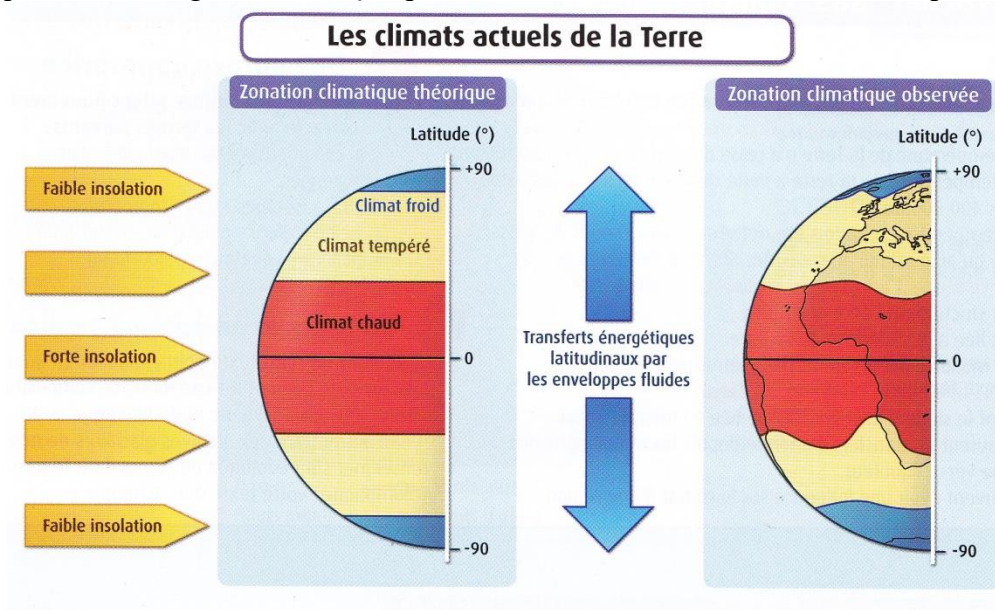 Les climats actuels de la Terre
Zonation climatique théorique
Latitude (°)
+90
Faible insolation
Climat froid
Climat tempéré
Climat chaud
Forte insolation
0
Faible insolation
-90
Transferts énergétiques
latitudinaux par
les enveloppes fluides
Zonation climatique observée
Latitude (°)
+90
0
-90